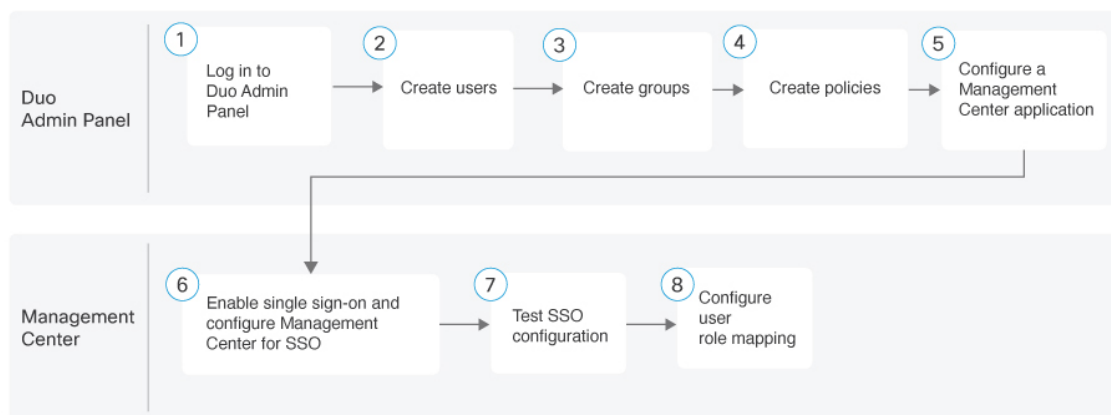 Duo
Admin Panel
1
Log in to
Duo Admin
Panel
2
Create users
3
Create groups
4
Create policies
5
Configure a
Management
Center application
Management
Center
6
Enable single sign-on and
configure Management
Center for SSO
7
Test SSO
configuration
8
Configure
user
role mapping